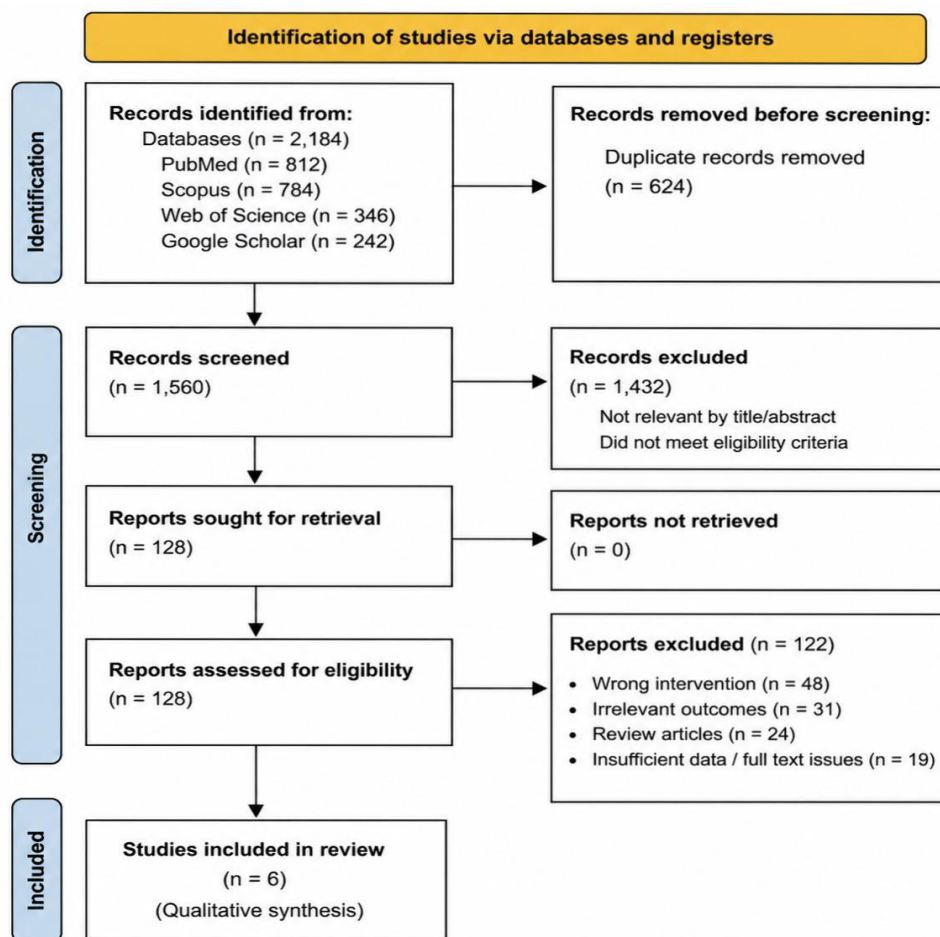 Identification of studies via databases and registers
Identification
Records identified from:
Databases (n = 2,184)
PubMed (n = 812)
Scopus (n = 784)
Web of Science (n = 346)
Google Scholar (n = 242)
Records removed before screening:
Duplicate records removed
(n = 624)
Screening
Records screened
(n = 1,560)
Records excluded
(n = 1,432)
Not relevant by title/abstract
Did not meet eligibility criteria
Reports sought for retrieval
(n = 128)
Reports not retrieved
(n = 0)
Reports assessed for eligibility
(n = 128)
Reports excluded (n = 122)
• Wrong intervention (n = 48)
• Irrelevant outcomes (n = 31)
• Review articles (n = 24)
• Insufficient data / full text issues (n = 19)
Included
Studies included in review
(n = 6)
(Qualitative synthesis)